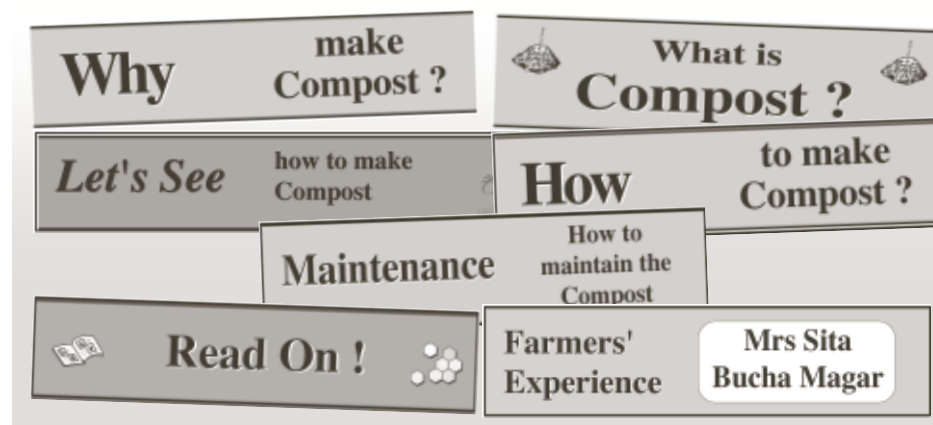 Why
make
Compost ?
What is
Compost ?
Let's See
how to make
Compost
How
to make
Compost ?
Maintenance
How to
maintain the
Compost
Read On !
Farmers'
Experience
Mrs Sita
Bucha Magar